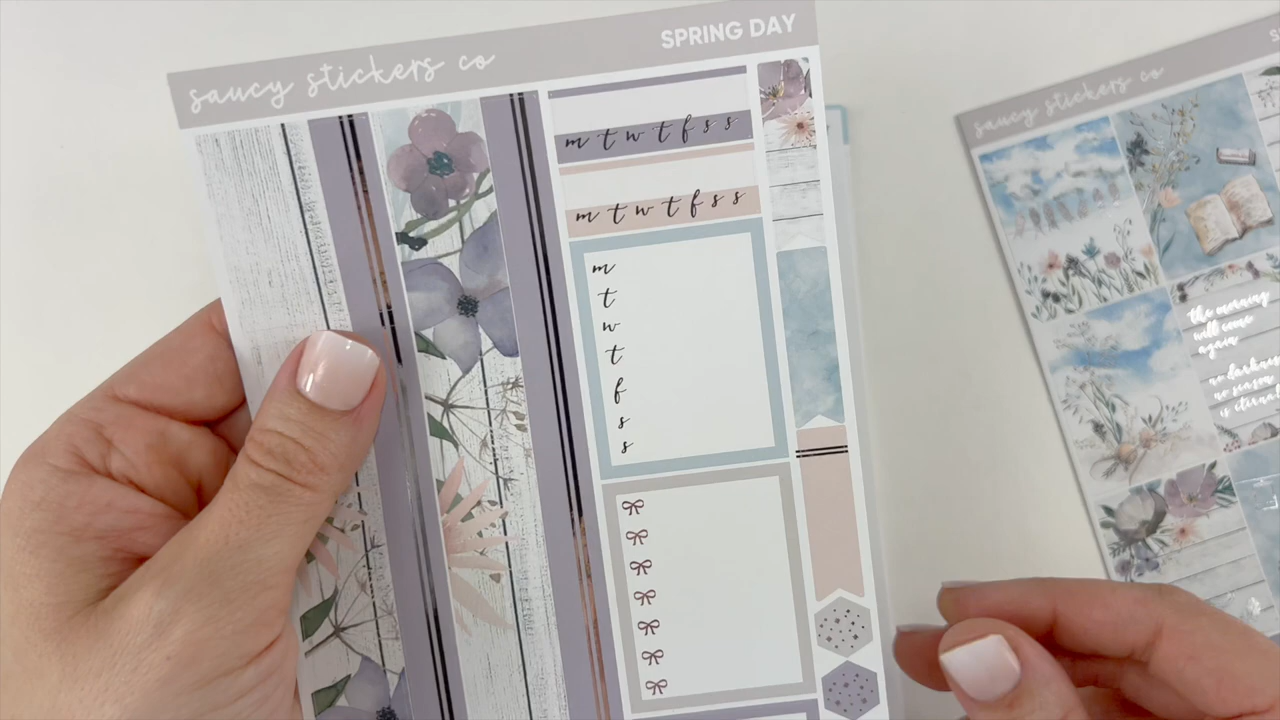 saucy stickers co
SPRING DAY
m t w t f s s
m t w t f s s
m
t
w
t
f
s
s
saucy stickers co
the morning
will come
again
no darkness
no season
is eternal